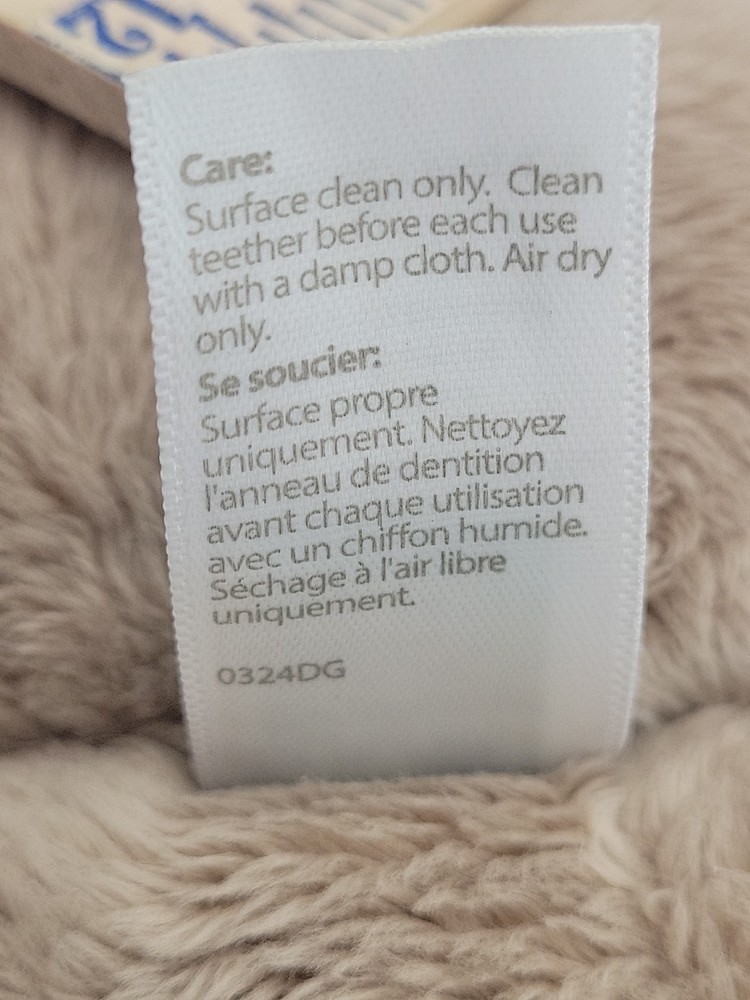 12
Care:
Surface clean only. Clean
teether before each use
with a damp cloth. Air dry
only.
Se soucier:
Surface propre
uniquement. Nettoyez
l'anneau de dentition
avant chaque utilisation
avec un chiffon humide.
Séchage à l'air libre
uniquement.
0324DG